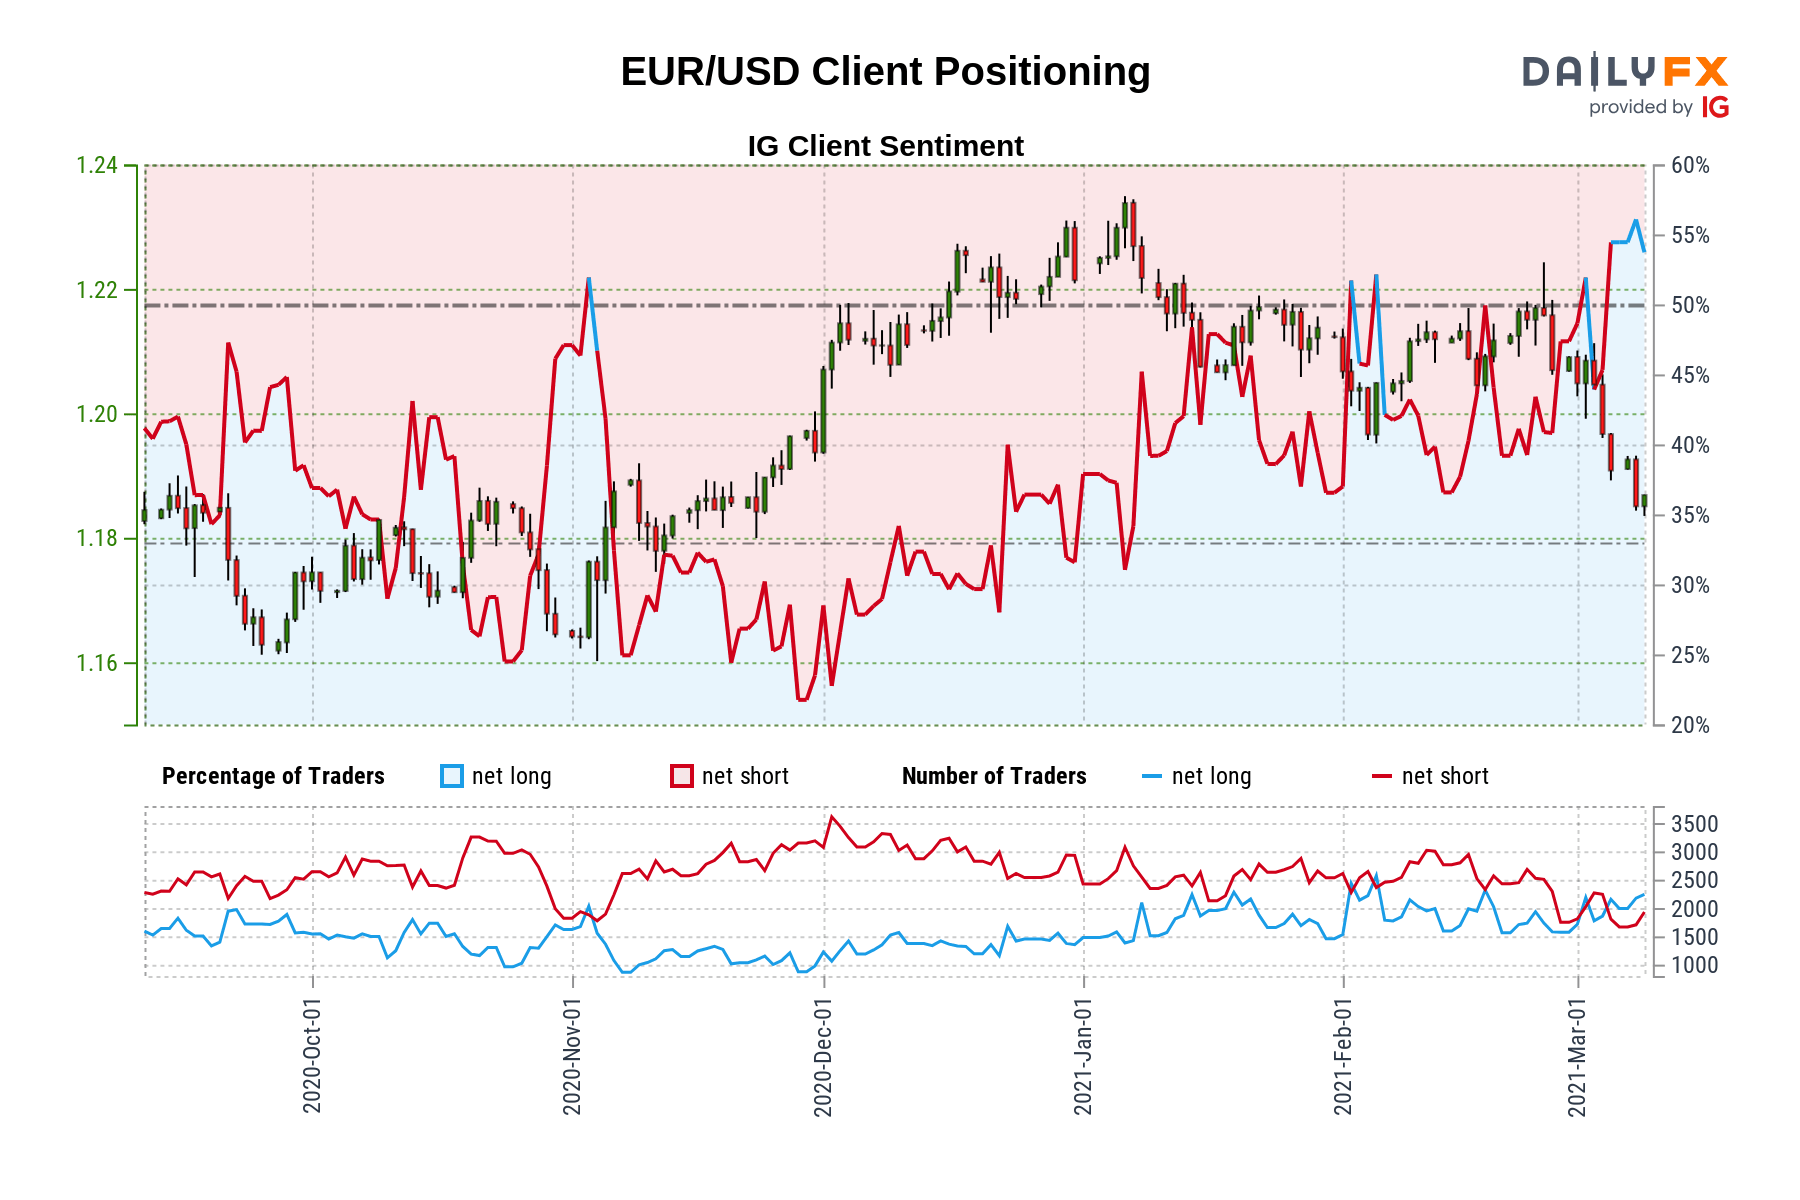 EUR/USD Client Positioning
DAILYFX
provided by IG
IG Client Sentiment
1.24
1.22
1.20
1.18
1.16
60%
55%
50%
45%
40%
35%
30%
25%
20%
Percentage of Traders net long net short Number of Traders net long net short
3500
3000
2500
2000
1500
1000
2020-Oct-01
2020-Nov-01
2020-Dec-01
2021-Jan-01
2021-Feb-01
2021-Mar-01